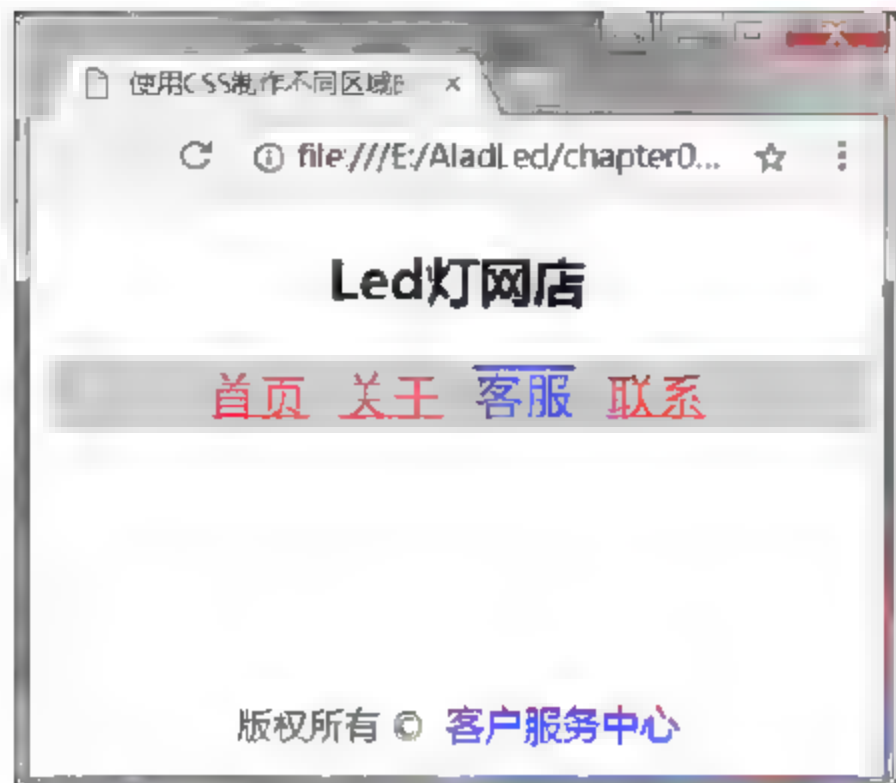 使用CSS制作不同区域 ×
file:///E:/AladLed/chapter0...
Led灯网店
首页 关于 客服 联系
版权所有 © 客户服务中心